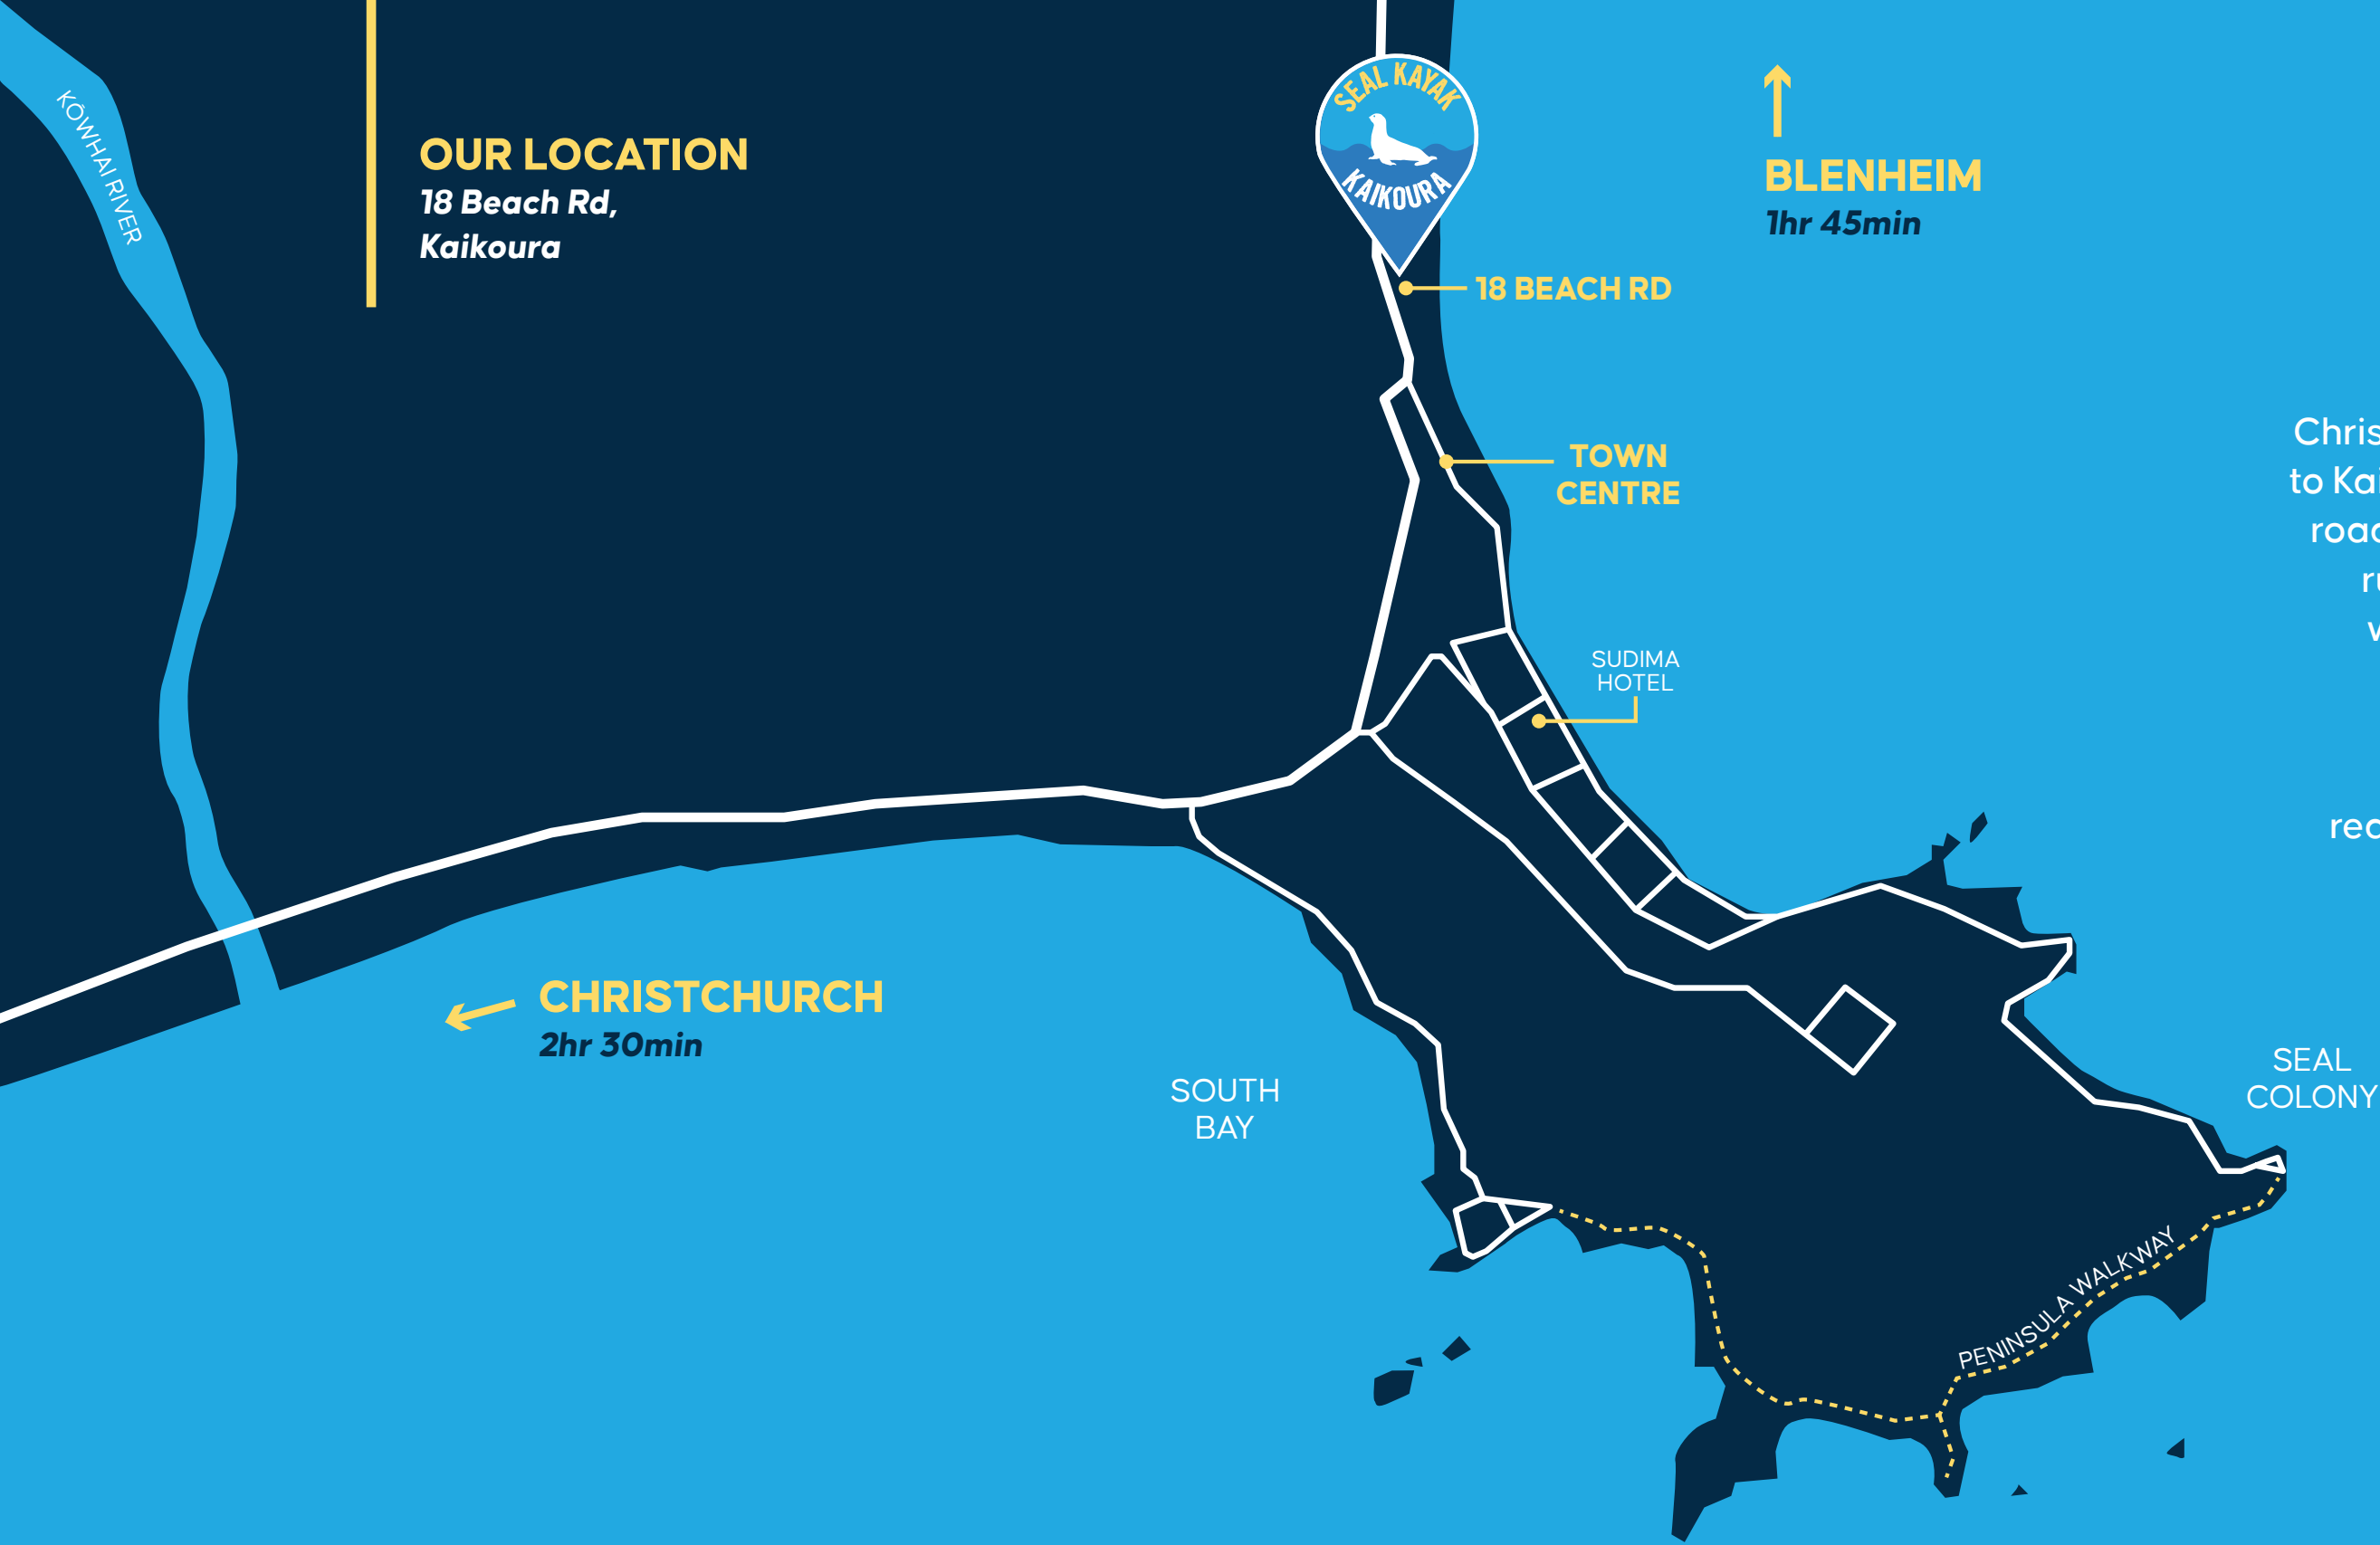 KŌWHAI RIVER
OUR LOCATION
18 Beach Rd,
Kaikoura
SEAL KAYAK
KAIKOURA
BLENHEIM
1hr 45min
18 BEACH RD
TOWN
CENTRE
SUDIMA
HOTEL
to
CHRISTCHURCH
2hr 30min
SOUTH
BAY
SEAL
COLONY
PENINSULA WALKWAY